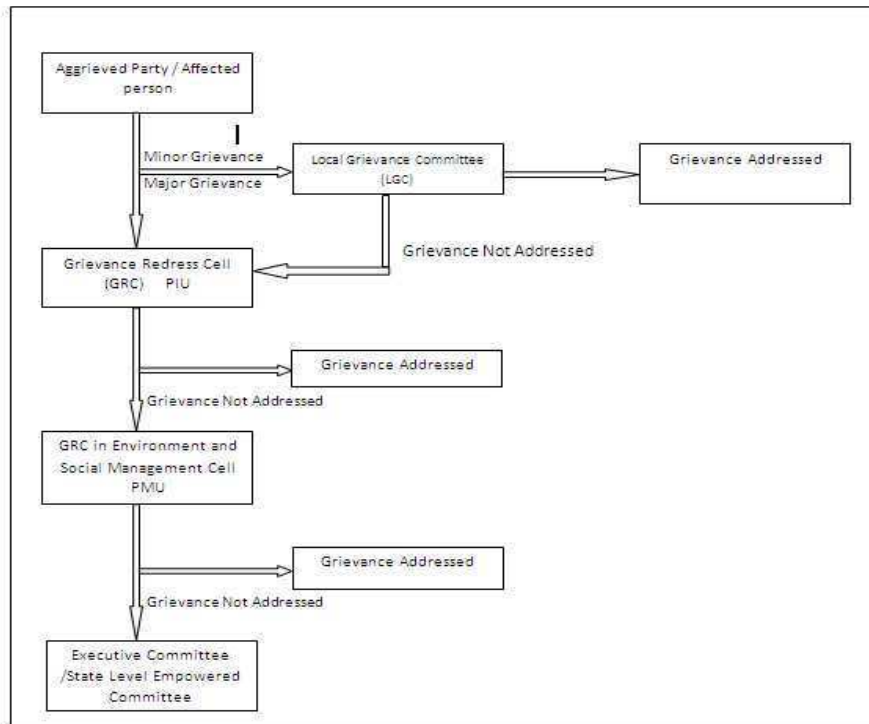 Aggrieved Party / Affected
person
Minor Grievance
Major Grievance
Local Grievance Committee
(LGC)
Grievance Addressed
Grievance Not Addressed
Grievance Redress Cell
(GRC) PIU
Grievance Addressed
Grievance Not Addressed
GRC in Environment and
Social Management Cell
PMU
Grievance Addressed
Grievance Not Addressed
Executive Committee
/State Level Empowered
Committee